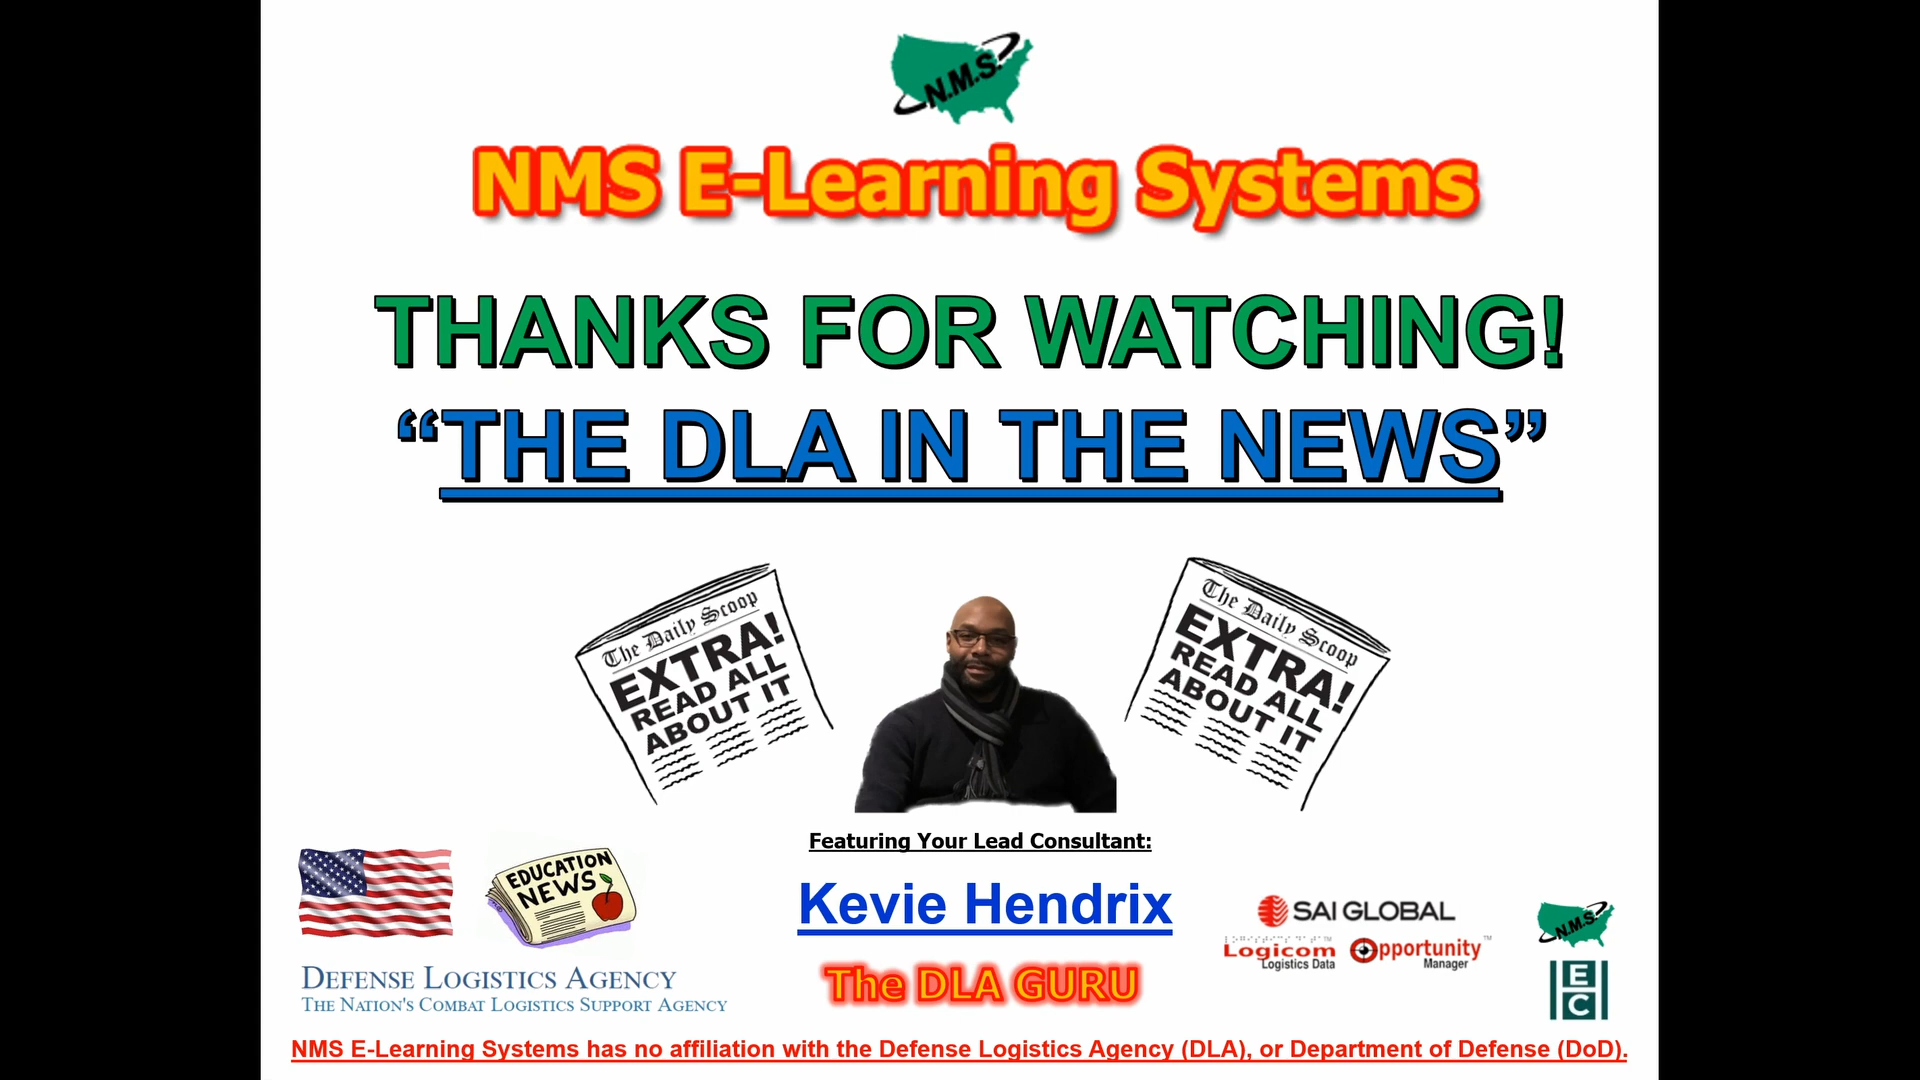 N.M.S.
NMS E-Learning Systems
THANKS FOR WATCHING!
“THE DLA IN THE NEWS”
The Daily Scoop
EXTRA!
READ ALL
ABOUT IT
The Daily Scoop
EXTRA!
READ ALL
ABOUT IT
Featuring Your Lead Consultant:
Kevie Hendrix
The DLA GURU
EDUCATION
NEWS
DEFENSE LOGISTICS AGENCY
THE NATION'S COMBAT LOGISTICS SUPPORT AGENCY
SAI GLOBAL
Logicom
Logistics Data
Opportunity™
Manager
N.M.S.
E
C
NMS E-Learning Systems has no affiliation with the Defense Logistics Agency (DLA), or Department of Defense (DoD).